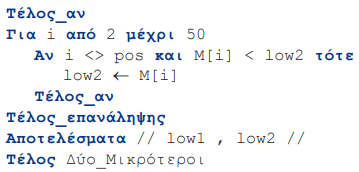 Τέλος_αν
Για i από 2 μέχρι 50
Αν i <> pos και M[i] < low2 τότε
low2 ← M[i]
Τέλος_αν
Τέλος_επανάληψης
Αποτελέσματα // low1 , low2 //
Τέλος Δύο_Μικρότεροι